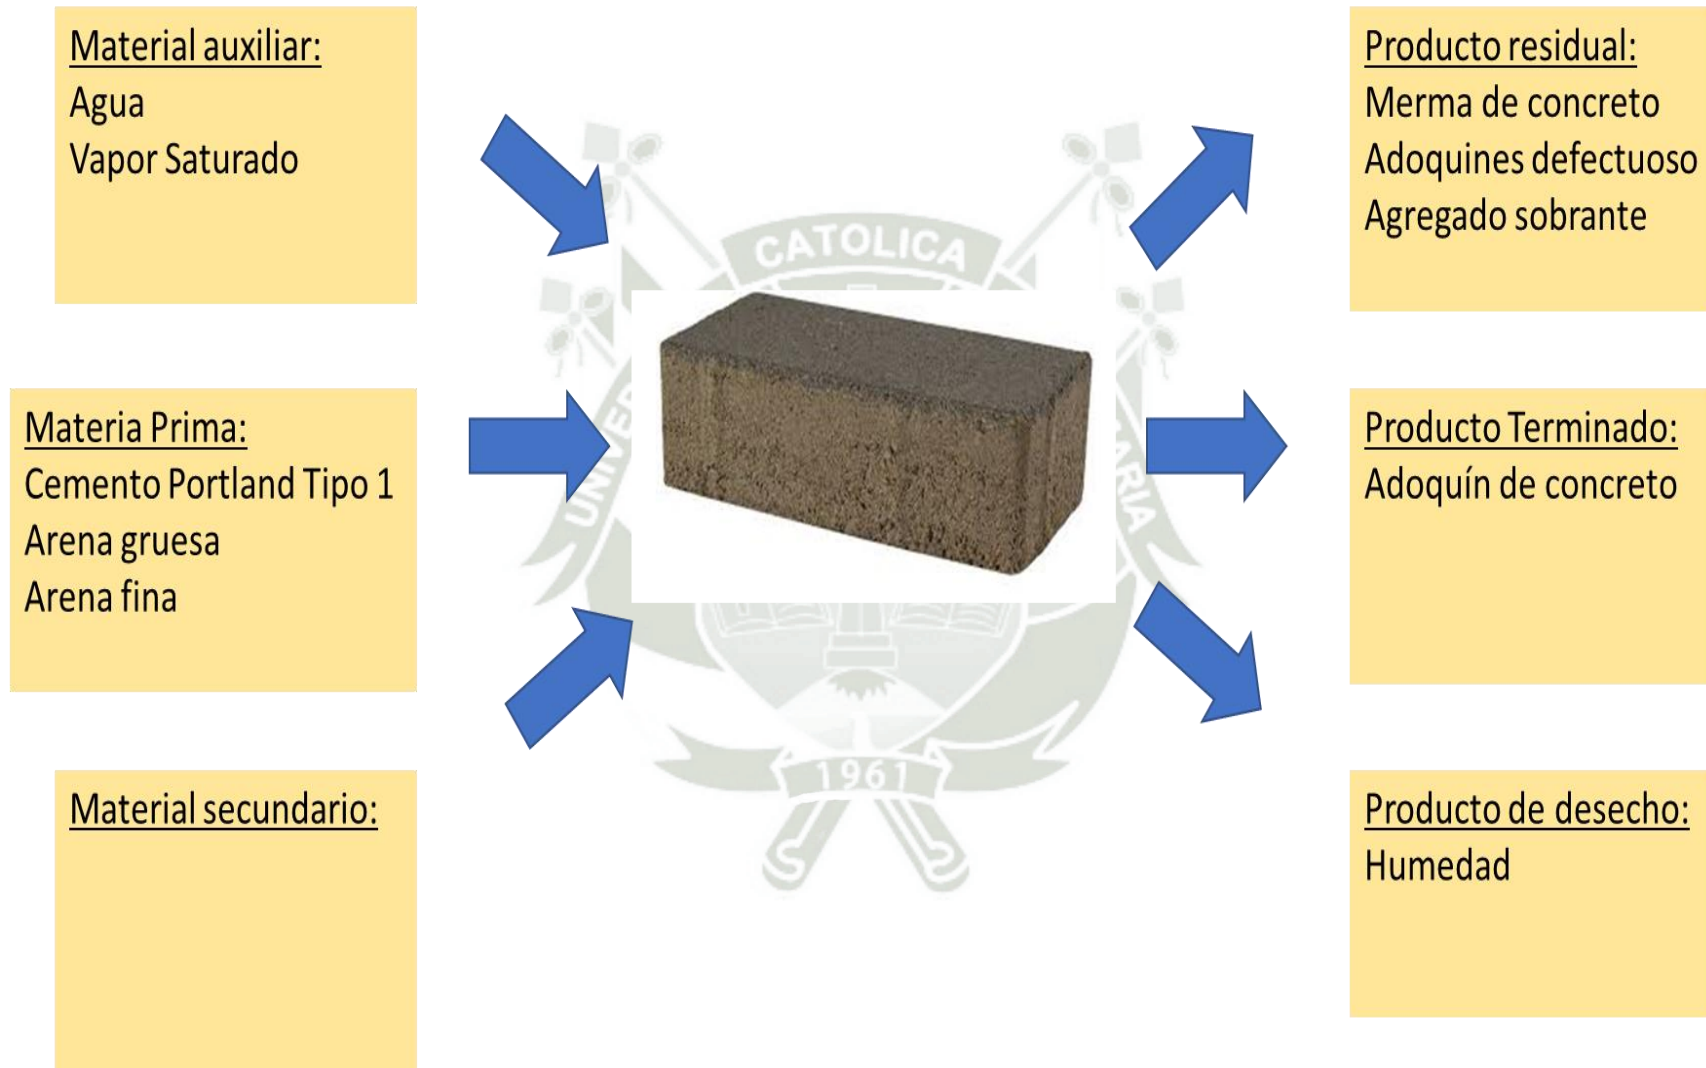 Material auxiliar:
Agua
Vapor Saturado
Materia Prima:
Cemento Portland Tipo 1
Arena gruesa
Arena fina
Material secundario:
CATOLICA
1961
Producto residual:
Merma de concreto
Adoquines defectuoso
Agregado sobrante
Producto Terminado:
Adoquín de concreto
Producto de desecho:
Humedad